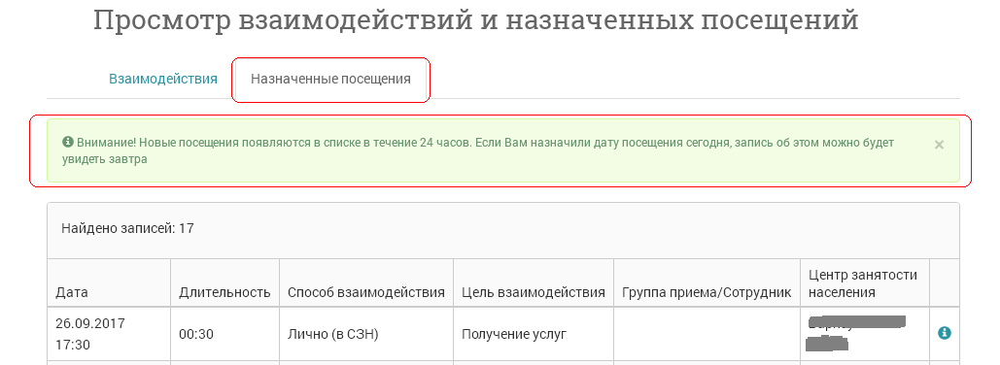 Просмотр взаимодействий и назначенных посещений
Взаимодействия Назначенные посещения
Внимание! Новые посещения появляются в списке в течение 24 часов. Если Вам назначили дату посещения сегодня, запись об этом можно будет
увидеть завтра
×
Найдено записей: 17
Дата Длительность Способ взаимодействия Цель взаимодействия Группа приема/Сотрудник Центр занятости
населения
26.09.2017
17:30 00:30 Лично (в СЗН) Получение услуг